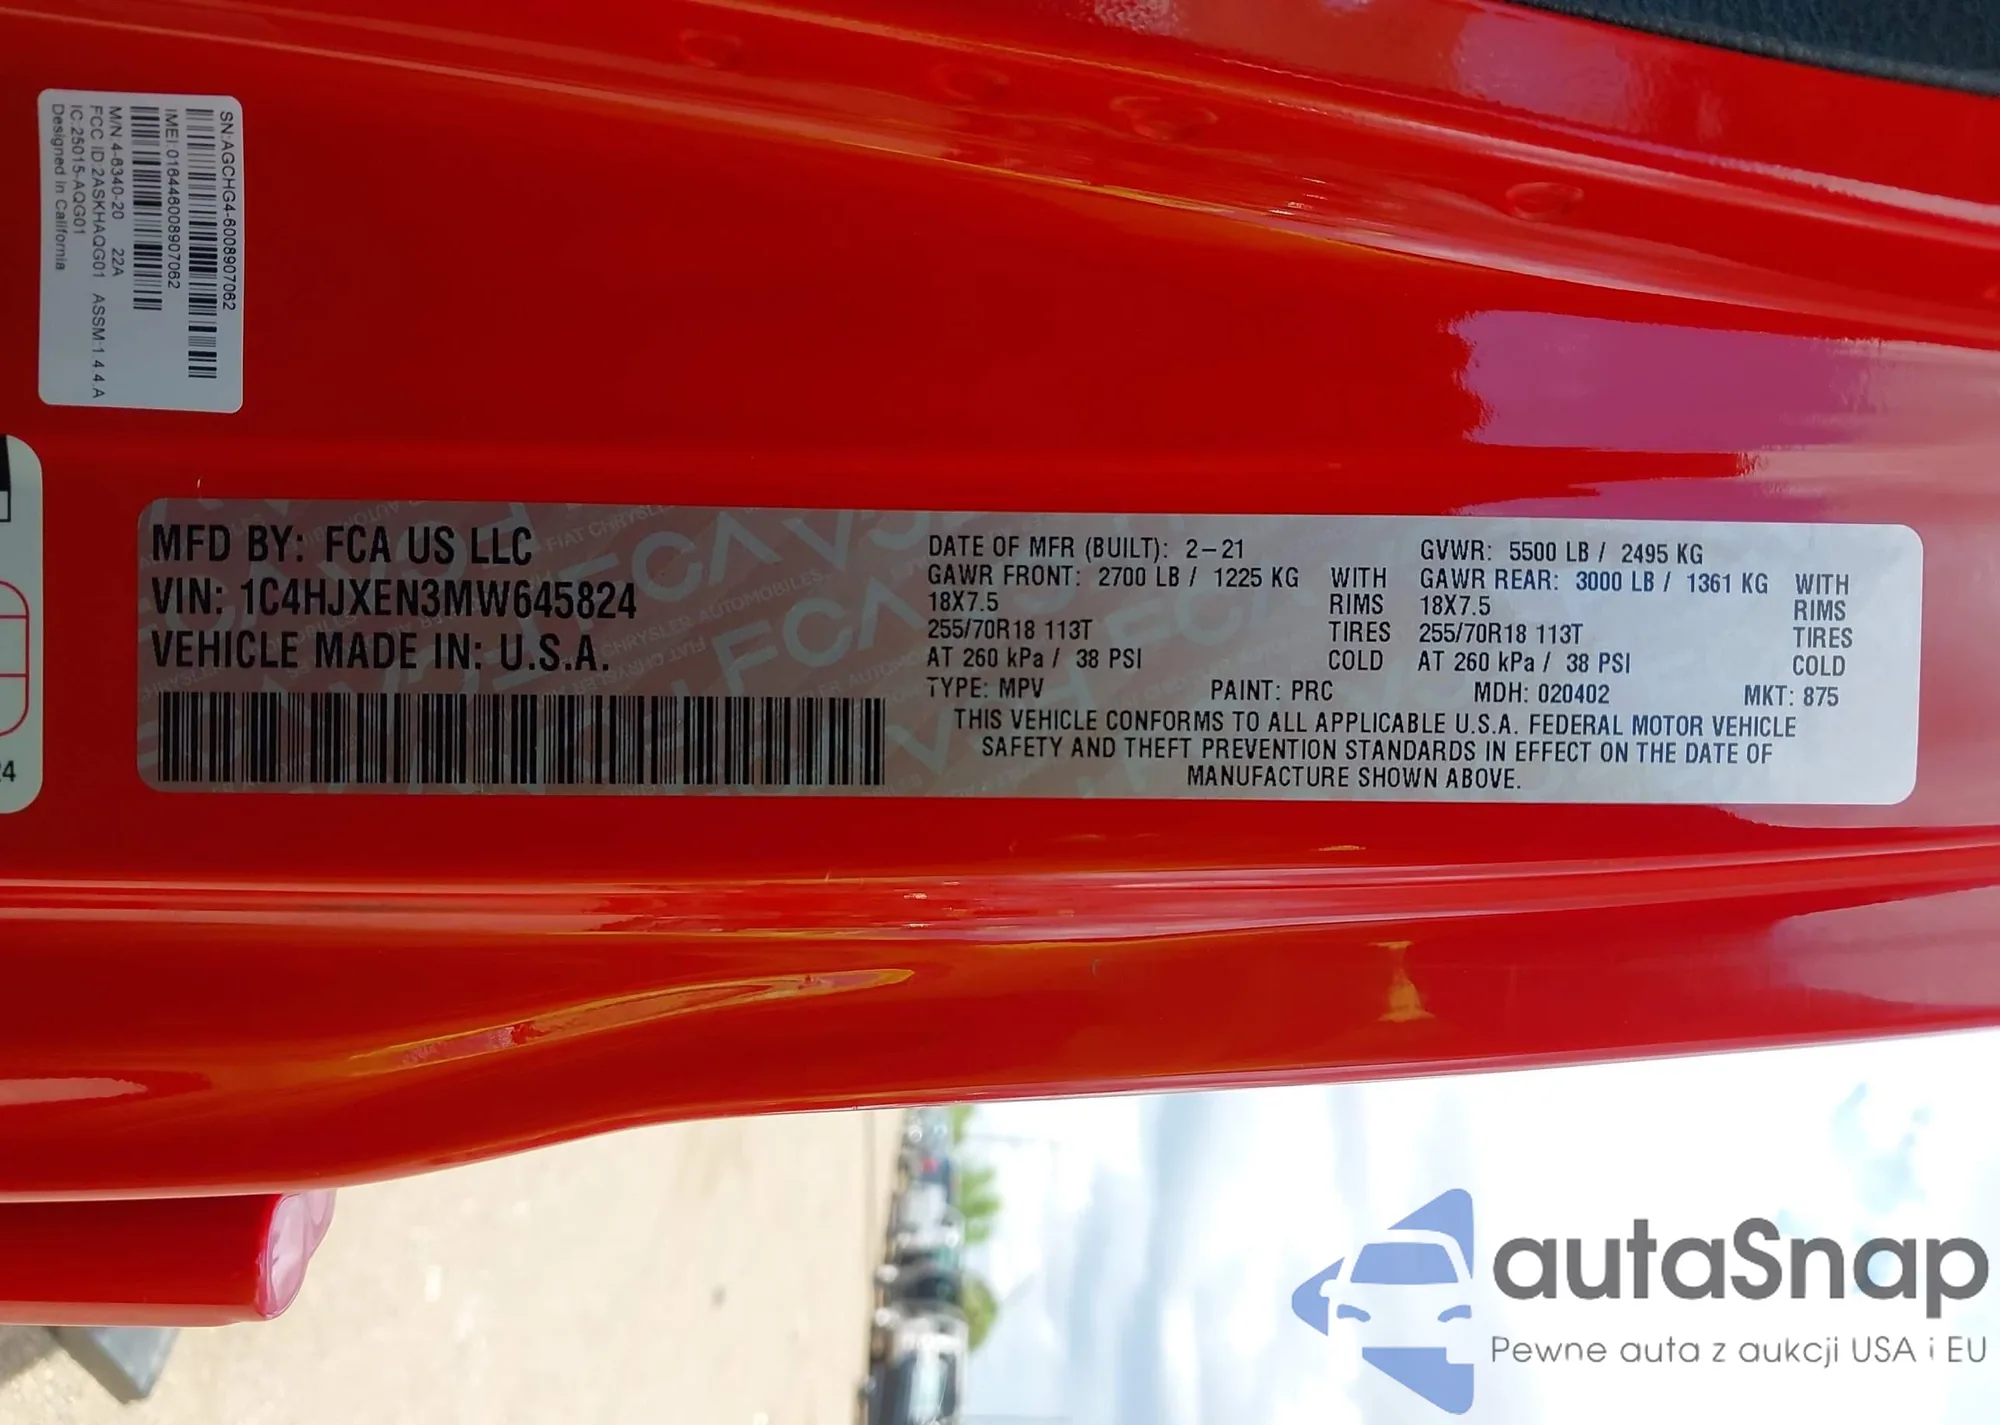 SN:AGCHG4-6008907062
IMEI:016446008907062
M/N 4-6340-20 22A
FCC ID:2ASKHAQG01 ASSM:1.4.4.A
IC:25015-AQG01
Designed in California
24
MFD BY: FCA US LLC
VIN: 1C4HJXEN3MW645824
VEHICLE MADE IN: U.S.A.
DATE OF MFR (BUILT): 2-21 GVWR: 5500 LB / 2495 KG
GAWR FRONT: 2700 LB / 1225 KG WITH GAWR REAR: 3000 LB / 1361 KG WITH
18X7.5 RIMS 18X7.5 RIMS
255/70R18 113T TIRES 255/70R18 113T TIRES
AT 260 kPa / 38 PSI COLD AT 260 kPa / 38 PSI COLD
TYPE: MPV PAINT: PRC MDH: 020402 MKT: 875
THIS VEHICLE CONFORMS TO ALL APPLICABLE U.S.A. FEDERAL MOTOR VEHICLE
SAFETY AND THEFT PREVENTION STANDARDS IN EFFECT ON THE DATE OF
MANUFACTURE SHOWN ABOVE.
autaSnap
Pewne auta z aukcji USA i EU